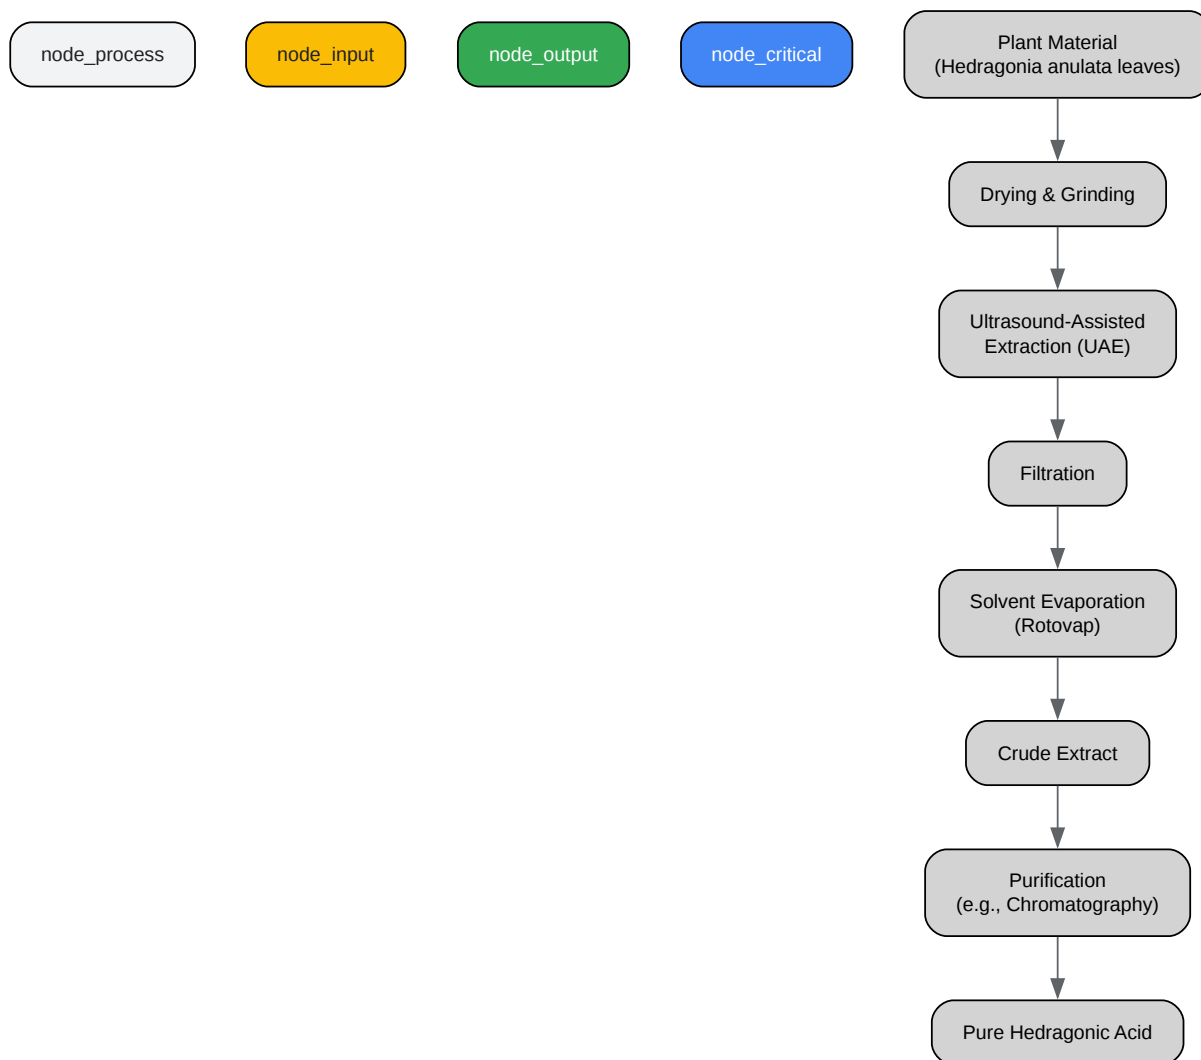 node_process
node_input
node_output
node_critical
Plant Material
(Hedragonia anulata leaves)
Drying & Grinding
Ultrasound-Assisted
Extraction (UAE)
Filtration
Solvent Evaporation
(Rotovap)
Crude Extract
Purification
(e.g., Chromatography)
Pure Hedragonic Acid